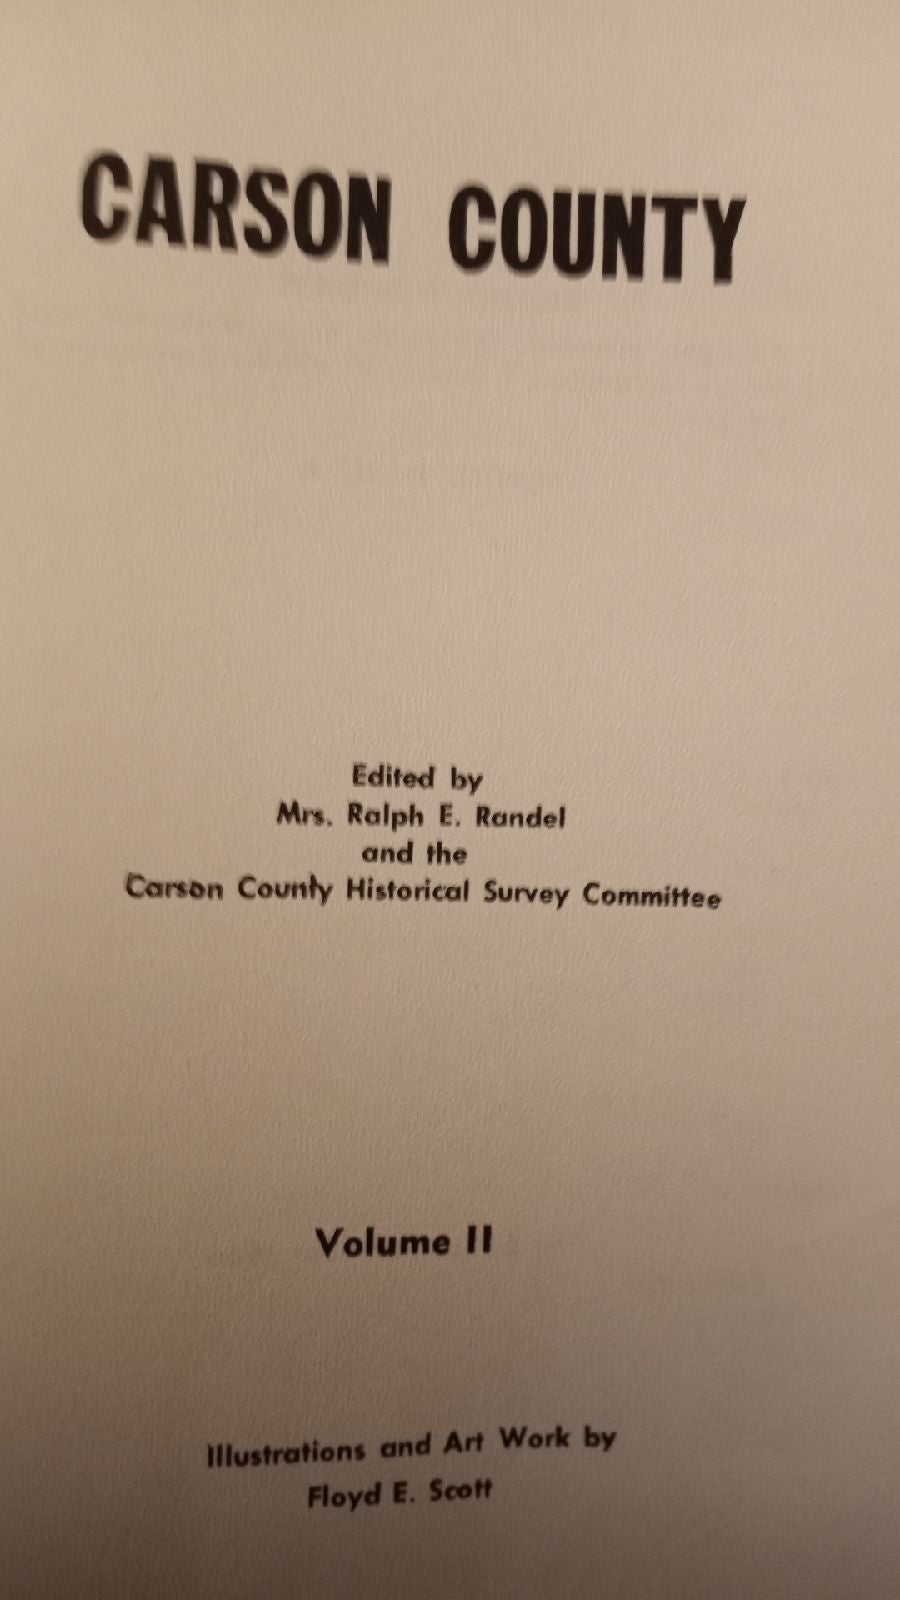 CARSON COUNTY
Edited by
Mrs. Ralph E. Randel
and the
Carson County Historical Survey Committee
Volume II
Illustrations and Art Work by
Floyd E. Scott